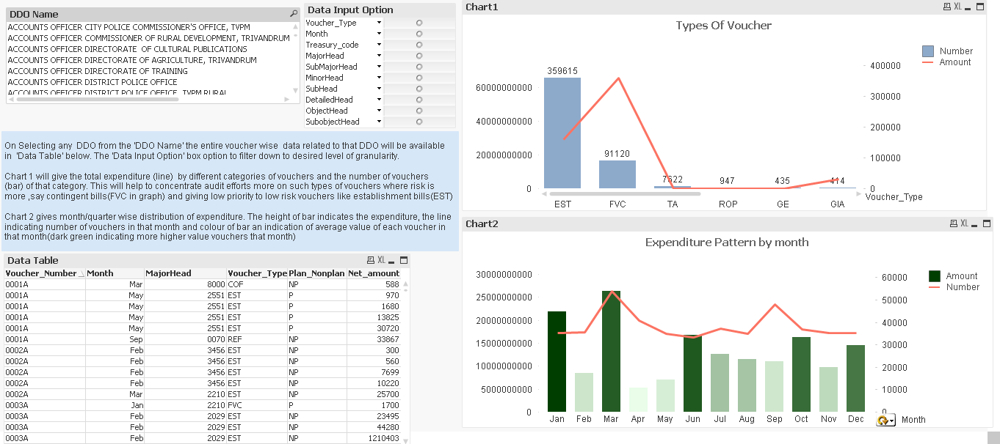 DDO Name
ACCOUNTS OFFICER CITY POLICE COMMISSIONER'S OFFICE, TVPM
ACCOUNTS OFFICER COMMISSIONER OF RURAL DEVELOPMENT, TRIVANDRUM
ACCOUNTS OFFICER DIRECTORATE OF CULTURAL PUBLICATIONS
ACCOUNTS OFFICER DIRECTORATE OF AGRICULTURE, TRIVANDRUM
ACCOUNTS OFFICER DIRECTORATE OF TRAINING
ACCOUNTS OFFICER DISTRICT POLICE OFFICE
ACCOUNTS OFFICER DISTRICT POLICE OFFICE, TVPM RURAL
Data Input Option
Voucher_Type
Month
Treasury_code
MajorHead
SubMajorHead
MinorHead
SubHead
DetailedHead
ObjectHead
SubobjectHead
On Selecting any DDO from the 'DDO Name' the entire voucher wise data related to that DDO will be available
in 'Data Table' below. The 'Data Input Option' box option to filter down to desired level of granularity.
Chart 1 will give the total expenditure (line) by different categories of vouchers and the number of vouchers
(bar) of that category. This will help to concentrate audit efforts more on such types of vouchers where risk is
more ,say contingent bills(FVC in graph) and giving low priority to low risk vouchers like establishment bills(EST)
Chart 2 gives month/quarter wise distribution of expenditure. The height of bar indicates the expenditure, the line
indicating number of vouchers in that month and colour of bar an indication of average value of each voucher in
that month(dark green indicating more higher value vouchers that month)
Data Table XL
Voucher_Number Month MajorHead Voucher_Type Plan_Nonplan Net_amount
0001A Mar 8000 COF NP 588
0001A May 2551 EST P 970
0001A May 2551 EST P 1680
0001A May 2551 EST P 13825
0001A May 2551 EST P 30720
0001A Sep 0070 REF NP 33867
0002A Feb 3456 EST NP 300
0002A Feb 3456 EST NP 560
0002A Feb 3456 EST NP 7699
0002A Feb 3456 EST NP 10220
0002A Mar 2210 EST NP 25700
0003A Jan 2210 FVC P 1700
0003A Feb 2029 EST NP 23495
0003A Feb 2029 EST NP 44280
0003A Feb 2029 EST NP 1210403
Chart1 XL
Types Of Voucher
Number
Amount
60000000000
40000000000
20000000000
0
359615
91120
7622
947
435
414
400000
300000
200000
100000
0
EST FVC TA ROP GE GIA
Voucher_Type
Chart2 XL
Expenditure Pattern by month
Amount
Number
30000000000
25000000000
20000000000
15000000000
10000000000
5000000000
0
60000
50000
40000
30000
20000
10000
0
Jan Feb Mar Apr May Jun Jul Aug Sep Oct Nov Dec
Month